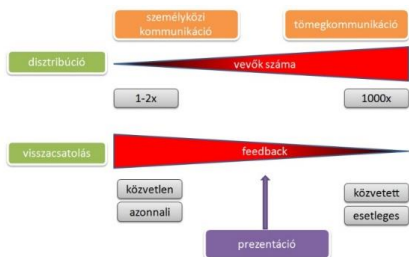 személyközi
kommunikáció
tömegkommunikáció
disztribúció
vevők száma
1-2x
1000x
visszacsatolás
feedback
közvetlen
azonnali
közvetett
esetleges
prezentáció